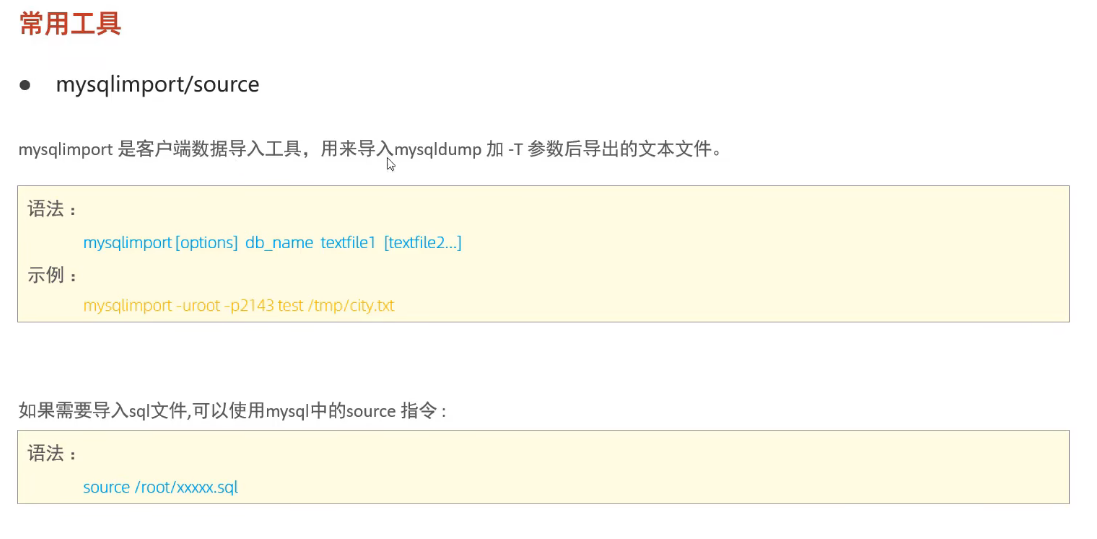 常用工具
● mysqlimport/source
mysqlimport 是客户端数据导入工具，用来导入mysqldump 加 -T 参数后导出的文本文件。
语法：
mysqlimport [options] db_name textfile1 [textfile2...]
示例：
mysqlimport -uroot -p2143 test /tmp/city.txt
如果需要导入sql文件,可以使用mysql中的source 指令 :
语法：
source /root/xxxxx.sql